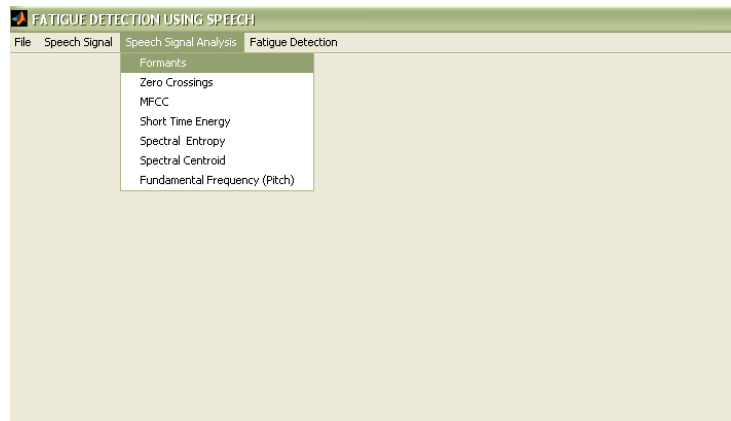 FATIGUE DETECTION USING SPEECH
File Speech Signal Speech Signal Analysis Fatigue Detection
Formants
Zero Crossings
MFCC
Short Time Energy
Spectral Entropy
Spectral Centroid
Fundamental Frequency (Pitch)